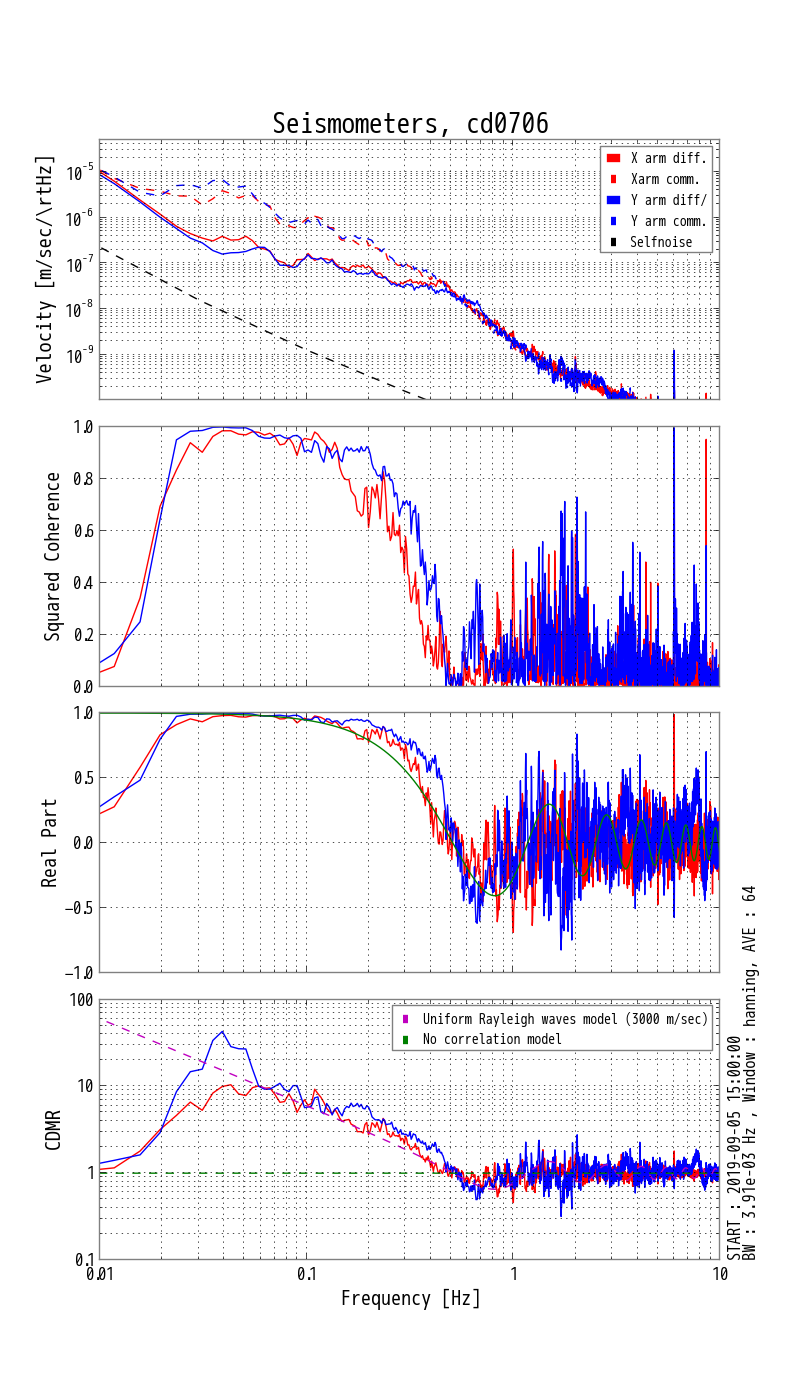 Seismometers, cd0706
Velocity [m/sec/\rtHz]
10^-5
10^-6
10^-7
10^-8
10^-9
X arm diff.
Xarm comm.
Y arm diff/
Y arm comm.
Selfnoise
Squared Coherence
1.0
0.8
0.6
0.4
0.2
0.0
Real Part
1.0
0.5
0.0
−0.5
−1.0
CDMR
100
10
1
0.1
Uniform Rayleigh waves model (3000 m/sec)
No correlation model
0.01
0.1
1
10
Frequency [Hz]
START : 2019-09-05 15:00:00
BW : 3.91e-03 Hz , Window : hanning, AVE : 64